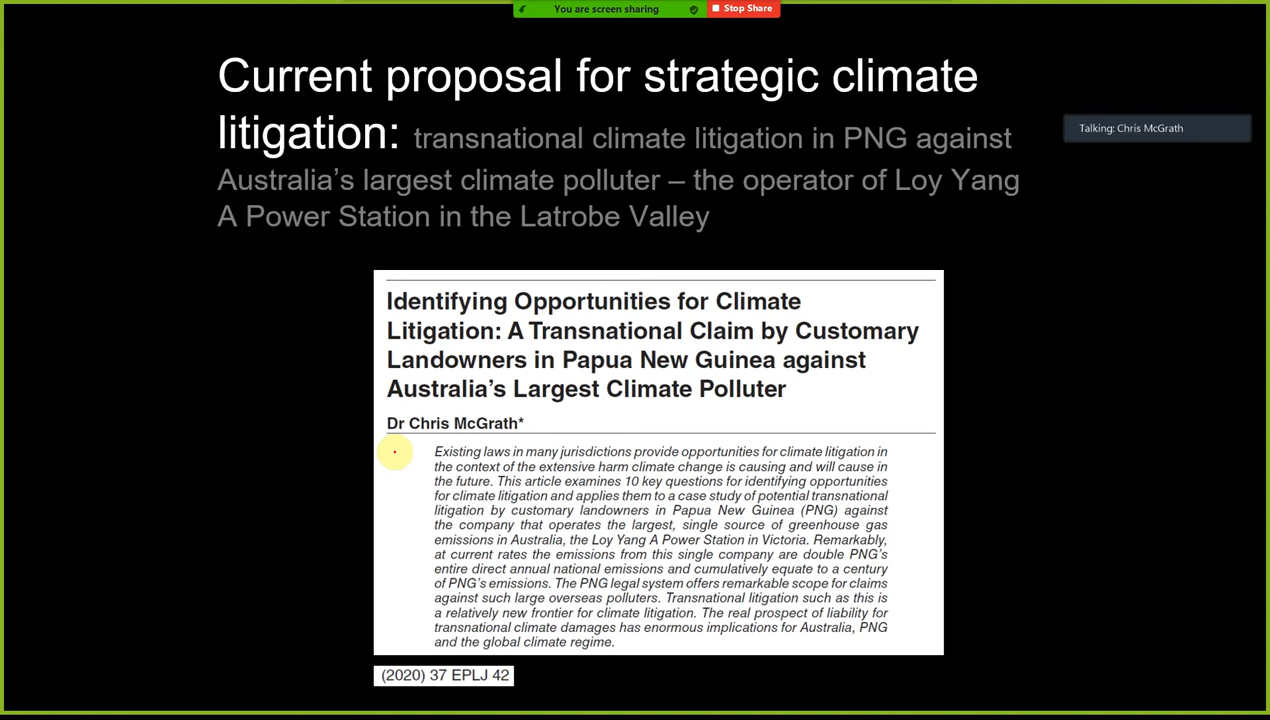 You are screen sharing
Stop Share
Current proposal for strategic climate
litigation: transnational climate litigation in PNG against
Australia’s largest climate polluter – the operator of Loy Yang
A Power Station in the Latrobe Valley
Talking: Chris McGrath
Identifying Opportunities for Climate
Litigation: A Transnational Claim by Customary
Landowners in Papua New Guinea against
Australia’s Largest Climate Polluter
Dr Chris McGrath*
Existing laws in many jurisdictions provide opportunities for climate litigation in
the context of the extensive harm climate change is causing and will cause in
the future. This article examines 10 key questions for identifying opportunities
for climate litigation and applies them to a case study of potential transnational
litigation by customary landowners in Papua New Guinea (PNG) against
the company that operates the largest, single source of greenhouse gas
emissions in Australia, the Loy Yang A Power Station in Victoria. Remarkably,
at current rates the emissions from this single company are double PNG’s
entire direct annual national emissions and cumulatively equate to a century
of PNG’s emissions. The PNG legal system offers remarkable scope for claims
against such large overseas polluters. Transnational litigation such as this is
a relatively new frontier for climate litigation. The real prospect of liability for
transnational climate damages has enormous implications for Australia, PNG
and the global climate regime.
(2020) 37 EPLJ 42